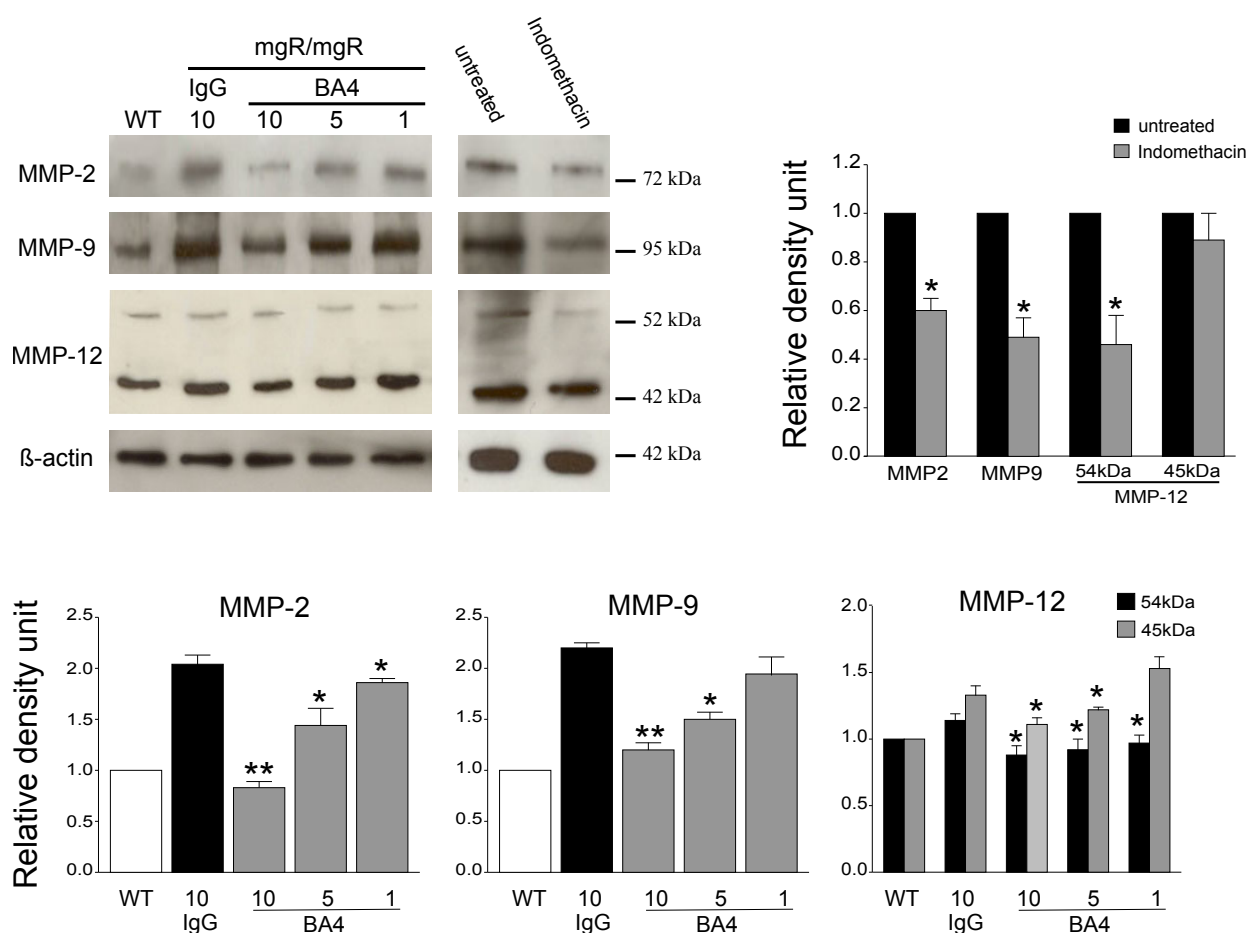 mgR/mgR
IgG BA4
WT 10 10 5 1
untreated
Indomethacin
MMP-2
72 kDa
MMP-9
95 kDa
MMP-12
52 kDa
42 kDa
ß-actin
42 kDa
untreated
Indomethacin
Relative density unit
1.2
1.0
0.8
0.6
0.4
0.2
0.0
* * *
MMP2 MMP9 54kDa 45kDa
MMP-12
MMP-2
Relative density unit
2.5
2.0
1.5
1.0
0.5
0.0
** * *
WT 10 10 5 1
IgG BA4
MMP-9
2.5
2.0
1.5
1.0
0.5
0.0
** *
WT 10 10 5 1
IgG BA4
MMP-12
54kDa
45kDa
2.0
1.5
1.0
0.5
0.0
* * * * *
WT 10 10 5 1
IgG BA4